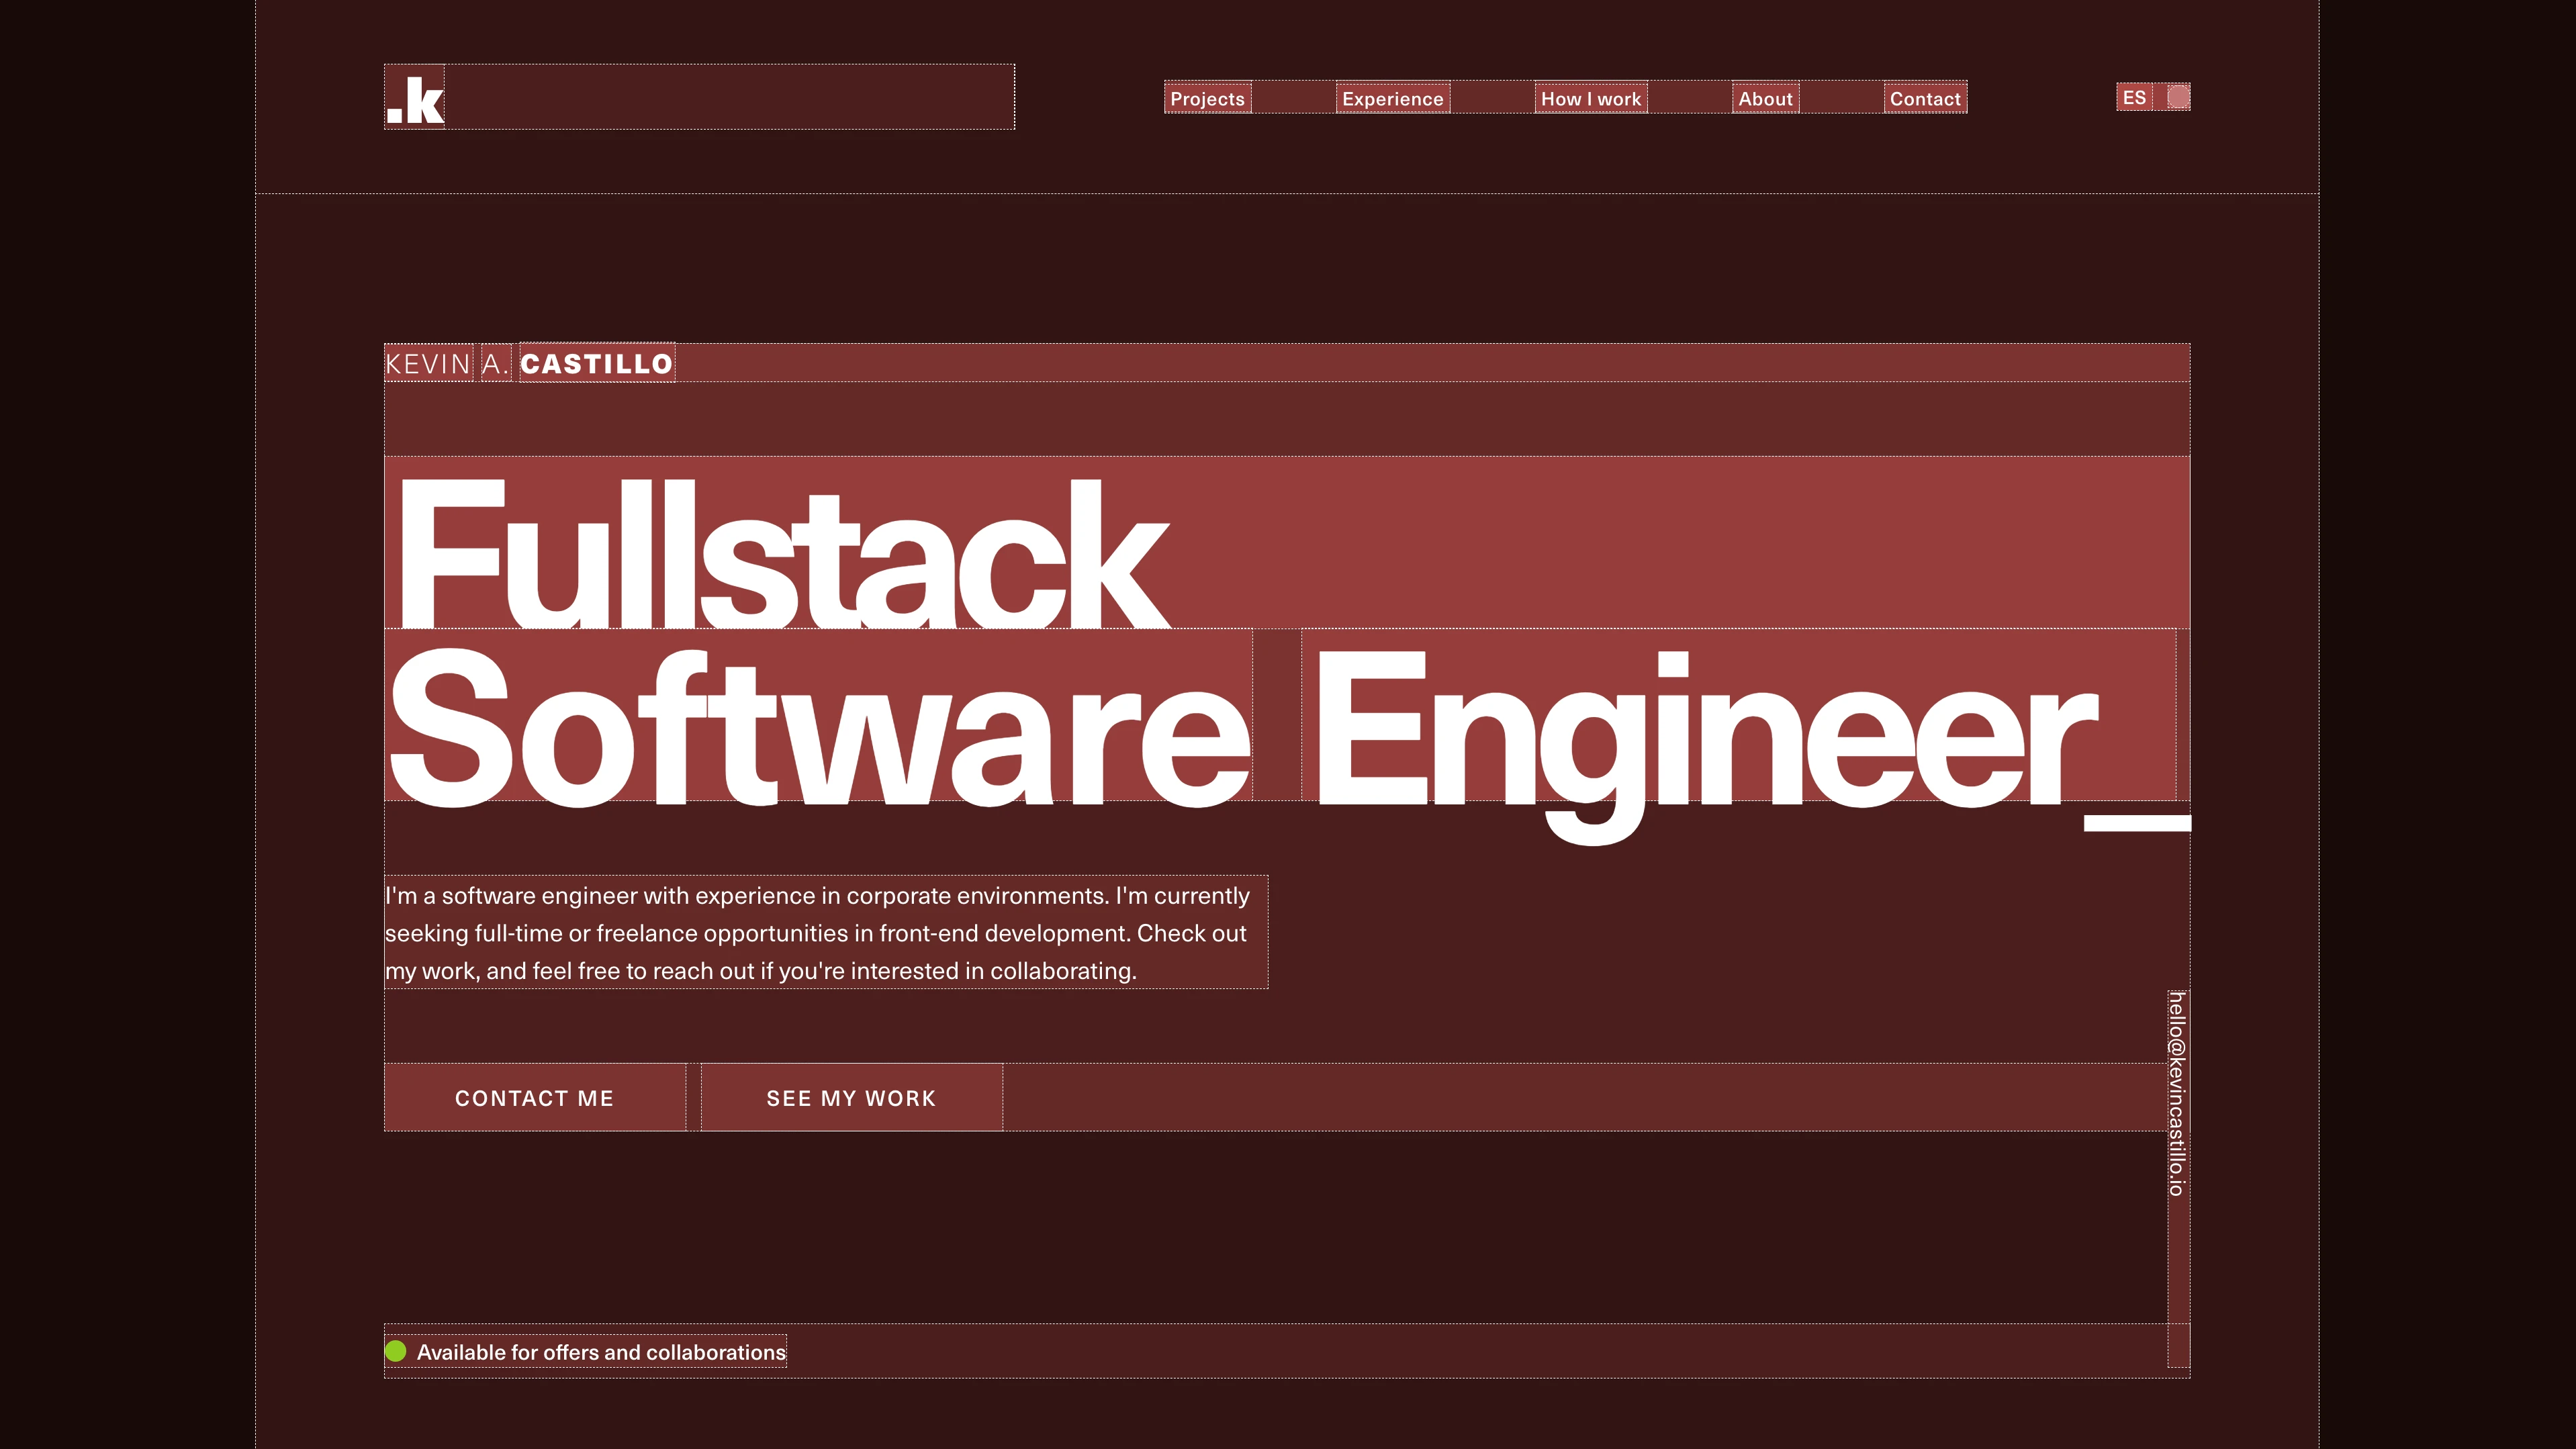 .k
Projects Experience How I work About Contact ES
KEVIN A. CASTILLO
Fullstack
Software Engineer_
I'm a software engineer with experience in corporate environments. I'm currently
seeking full-time or freelance opportunities in front-end development. Check out
my work, and feel free to reach out if you're interested in collaborating.
hello@kevincastillo.io
CONTACT ME SEE MY WORK
Available for offers and collaborations